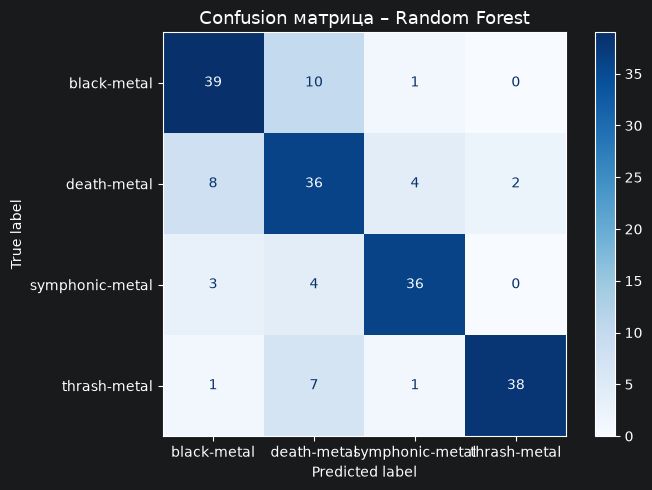 Confusion матрица – Random Forest
True label
black-metal 39 10 1 0
death-metal 8 36 4 2
symphonic-metal 3 4 36 0
thrash-metal 1 7 1 38
black-metal death-metal symphonic-metal thrash-metal
Predicted label
35
30
25
20
15
10
5
0